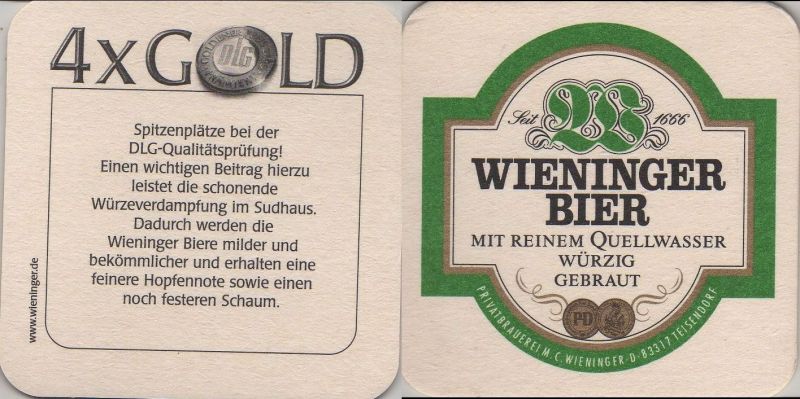 4xGOLD
DLG
Spitzenplätze bei der
DLG-Qualitätsprüfung!
Einen wichtigen Beitrag hierzu
leistet die schonende
Würzeverdampfung im Sudhaus.
Dadurch werden die
Wieninger Biere milder und
bekömmlicher und erhalten eine
feinere Hopfennote sowie einen
noch festeren Schaum.
www.wieninger.de
Seit 1666
WIENINGER
BIER
MIT REINEM QUELLWASSER
WÜRZIG
GEBRAUT
PRIVATBRAUEREI M. C. WIENINGER · D-83317 TEISENDORF